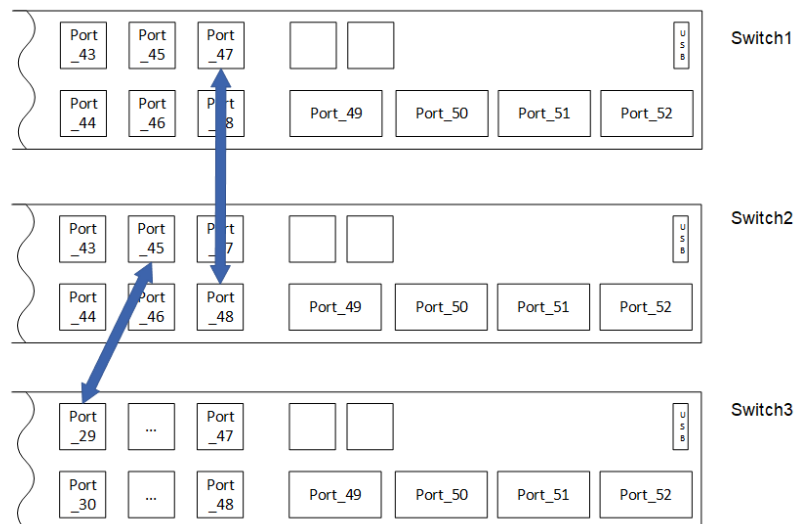 Port Port Port
_43 _45 _47
U
S
B
Switch1
Port Port
_44 _46 _8
Port_49 Port_50 Port_51 Port_52
Port Port Port
_43 _45 _7
U
S
B
Switch2
Port Port Port
_44 _46 _48
Port_49 Port_50 Port_51 Port_52
Port ... Port
_29 _47
U
S
B
Switch3
Port ... Port
_30 _48
Port_49 Port_50 Port_51 Port_52